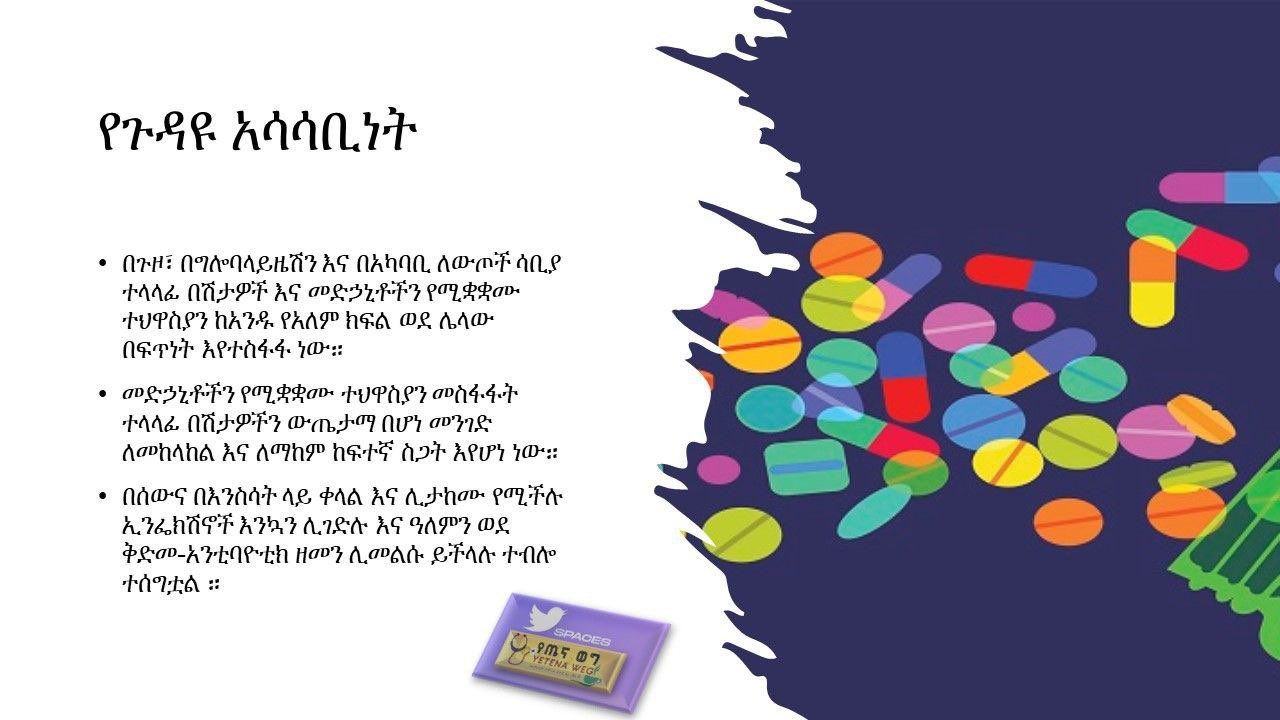 የጉዳዩ አሳሳቢነት
• በጉዞ፣ በግሎባላይዜሽን እና በአካባቢ ለውጦች ሳቢያ
ተላላፊ በሽታዎች እና መድኃኒቶችን የሚቋቋሙ
ተህዋስያን ከአንዱ የአለም ክፍል ወደ ሌላው
በፍጥነት እየተስፋፋ ነው።
• መድኃኒቶችን የሚቋቋሙ ተህዋስያን መስፋፋት
ተላላፊ በሽታዎችን ውጤታማ በሆነ መንገድ
ለመከላከል እና ለማከም ከፍተኛ ስጋት እየሆነ ነው።
• በሰውና በእንስሳት ላይ ቀላል እና ሊታከሙ የሚችሉ
ኢንፌክሽኖች እንኳን ሊገድሉ እና ዓለምን ወደ
ቅድመ-አንቲባዮቲክ ዘመን ሊመልሱ ይችላሉ ተብሎ
ተሰግቷል ።
SPACES
የጤና ወግ
YETENA WEG